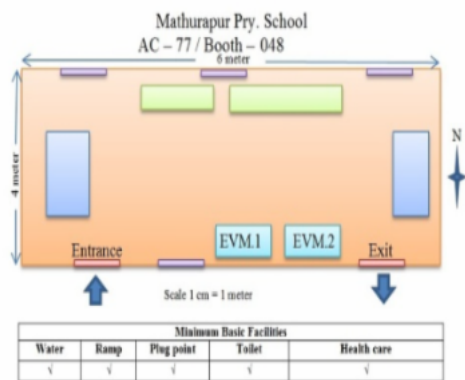 Mathurapur Pry. School
AC – 77 / Booth – 048
6 meter
4 meter
N
EVM.1 EVM.2
Entrance Exit
Scale 1 cm = 1 meter
Minimum Basic Facilities
Water Ramp Plug point Toilet Health care
√ √ √ √ √